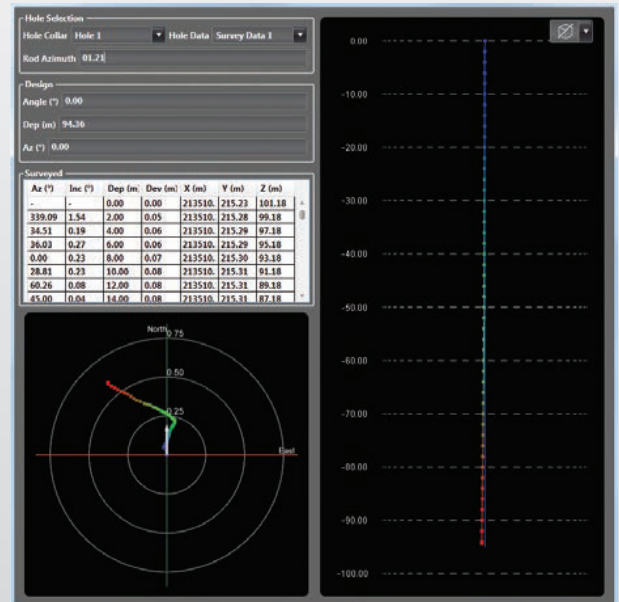 Hole Selection
Hole Collar Hole 1 Hole Data Survey Data 1
Rod Azimuth 01.21
Design
Angle (°) 0.00
Dep (m) 94.36
Az (°) 0.00
Surveyed
Az (°) Inc (°) Dep (m) Dev (m) X (m) Y (m) Z (m)
- - 0.00 0.00 213510. 215.23 101.18
339.09 1.54 2.00 0.05 213510. 215.28 99.18
34.51 0.19 4.00 0.06 213510. 215.29 97.18
36.03 0.27 6.00 0.06 213510. 215.29 95.18
0.00 0.23 8.00 0.07 213510. 215.30 93.18
28.81 0.23 10.00 0.08 213510. 215.31 91.18
60.26 0.08 12.00 0.08 213510. 215.31 89.18
45.00 0.04 14.00 0.08 213510. 215.31 87.18
North
0.75
0.50
0.25
East
0.00
-10.00
-20.00
-30.00
-40.00
-50.00
-60.00
-70.00
-80.00
-90.00
-100.00